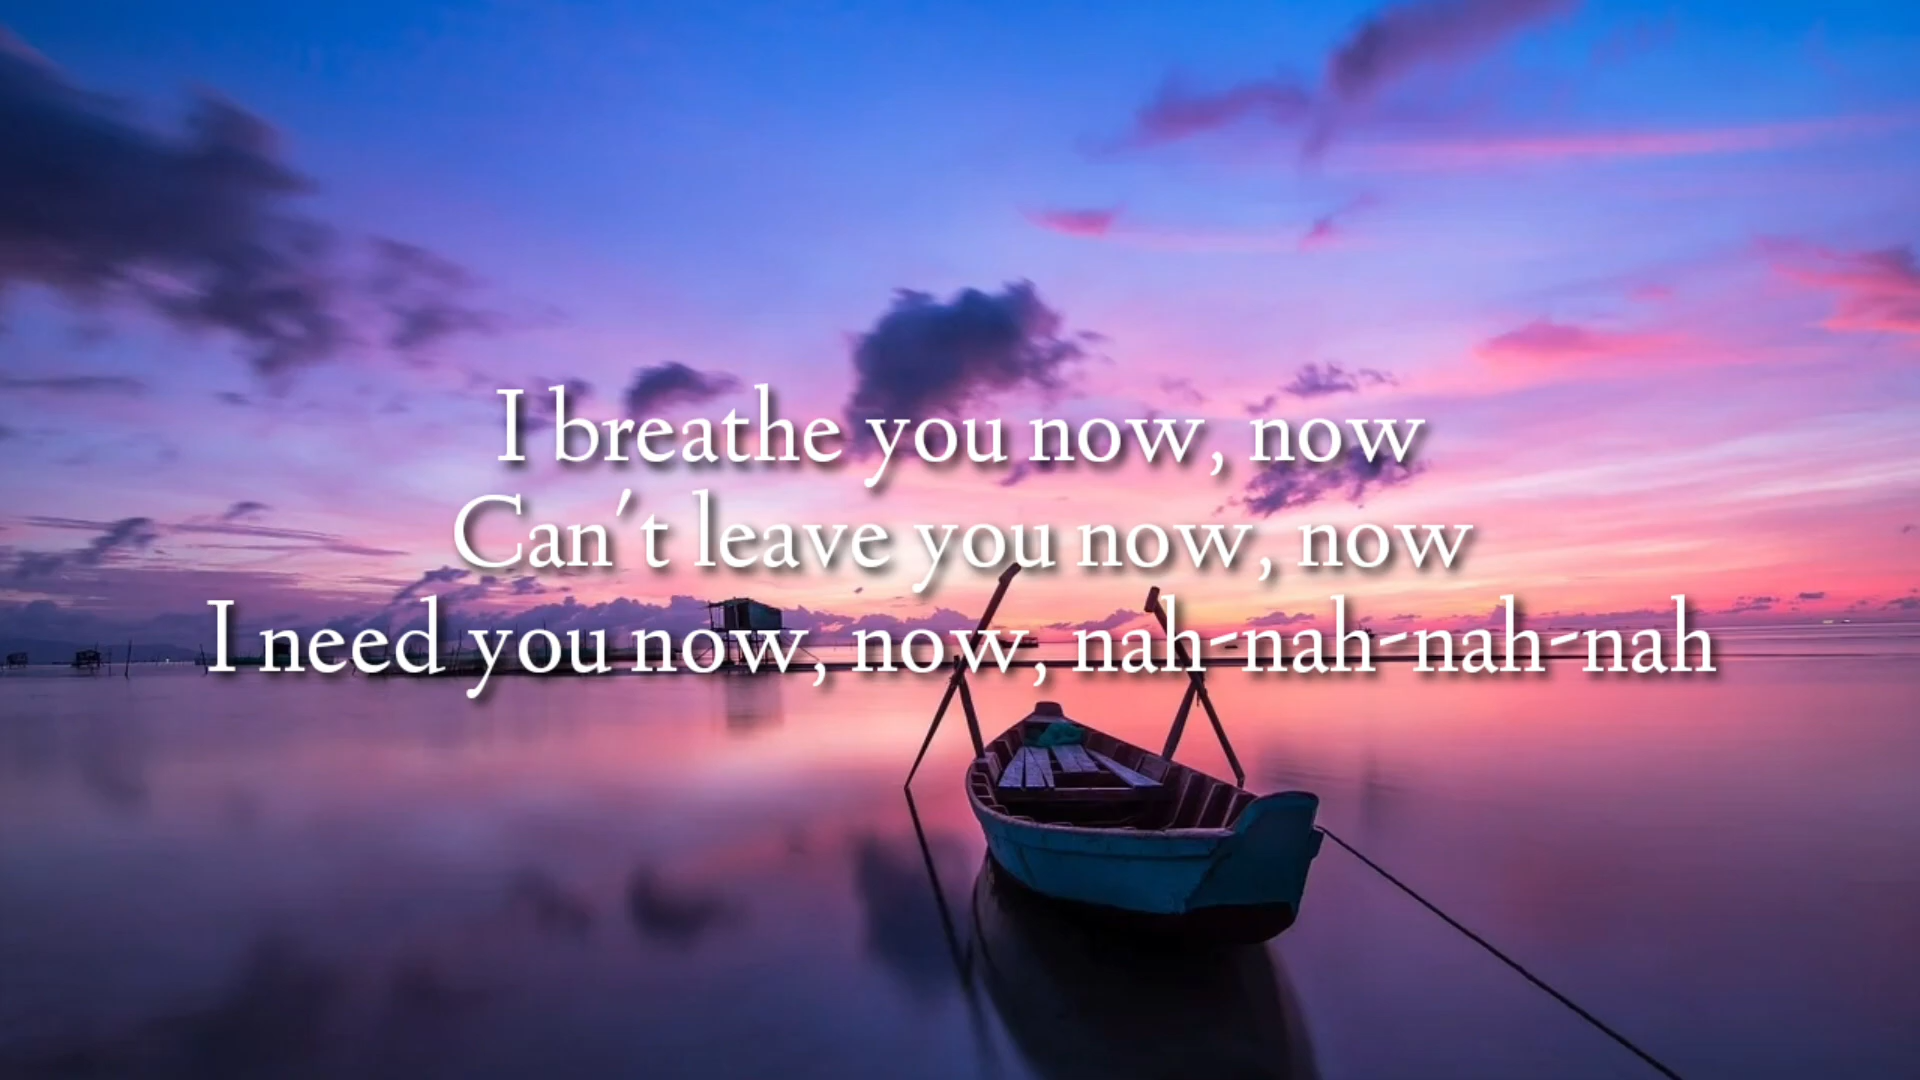 I breathe you now, now
Can't leave you now, now
I need you now, now, nah-nah-nah-nah